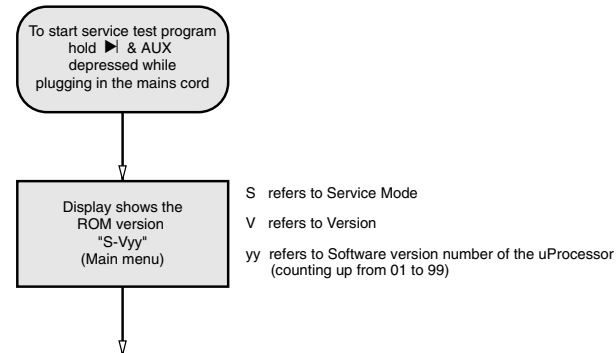 To start service test program
hold ▶| & AUX
depressed while
plugging in the mains cord
Display shows the
ROM version
"S-Vyy"
(Main menu)
S refers to Service Mode
V refers to Version
yy refers to Software version number of the uProcessor
(counting up from 01 to 99)